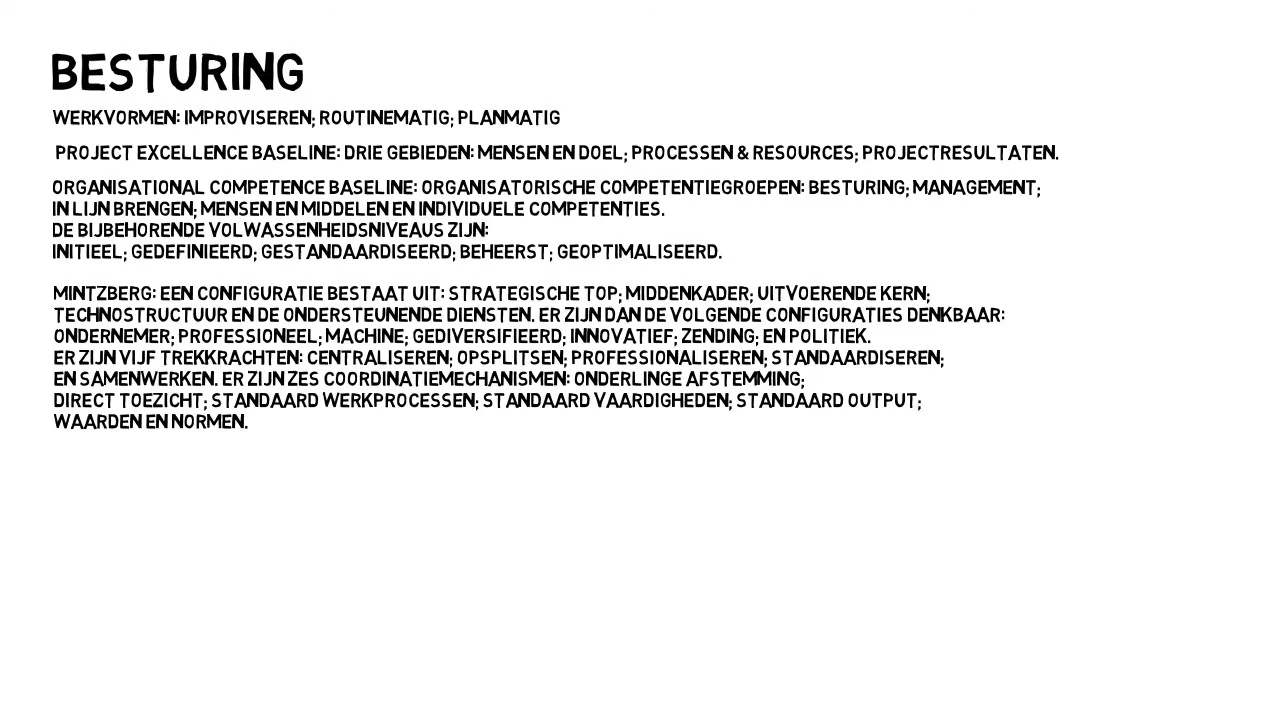 BESTURING
WERKVORMEN: IMPROVISEREN; ROUTINEMATIG; PLANMATIG
PROJECT EXCELLENCE BASELINE: DRIE GEBIEDEN: MENSEN EN DOEL; PROCESSEN & RESOURCES; PROJECTRESULTATEN.
ORGANISATIONAL COMPETENCE BASELINE: ORGANISATORISCHE COMPETENTIEGROEPEN: BESTURING; MANAGEMENT;
IN LIJN BRENGEN; MENSEN EN MIDDELEN EN INDIVIDUELE COMPETENTIES.
DE BIJBEHORENDE VOLWASSENHEIDSNIVEAUS ZIJN:
INITIEEL; GEDEFINIEERD; GESTANDAARDISEERD; BEHEERST; GEOPTIMALISEERD.
MINTZBERG: EEN CONFIGURATIE BESTAAT UIT: STRATEGISCHE TOP; MIDDENKADER; UITVOERENDE KERN;
TECHNOSTRUCTUUR EN DE ONDERSTEUNENDE DIENSTEN. ER ZIJN DAN DE VOLGENDE CONFIGURATIES DENKBAAR:
ONDERNEMER; PROFESSIONEEL; MACHINE; GEDIVERSIFIEERD; INNOVATIEF; ZENDING; EN POLITIEK.
ER ZIJN VIJF TREKKRACHTEN: CENTRALISEREN; OPSPLITSEN; PROFESSIONALISEREN; STANDAARDISEREN;
EN SAMENWERKEN. ER ZIJN ZES COORDINATIEMECHANISMEN: ONDERLINGE AFSTEMMING;
DIRECT TOEZICHT; STANDAARD WERKPROCESSEN; STANDAARD VAARDIGHEDEN; STANDAARD OUTPUT;
WAARDEN EN NORMEN.